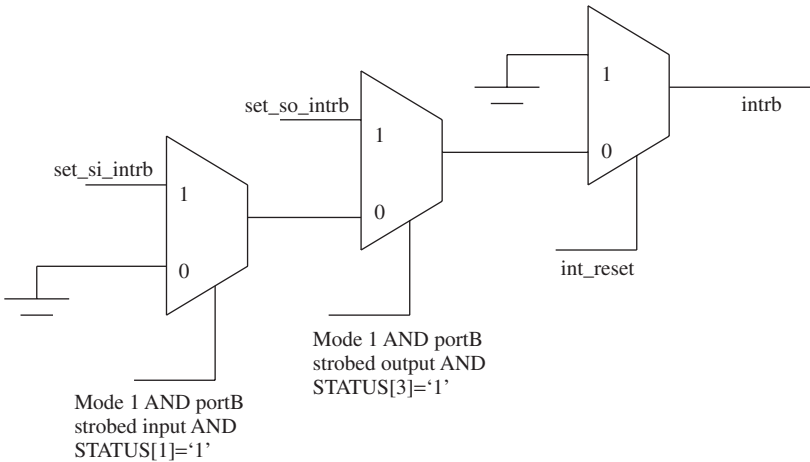 1
set_so_intrb
intrb
1
0
set_si_intrb
1
0
0
int_reset
Mode 1 AND portB
strobed output AND
STATUS[3]=‘1’
Mode 1 AND portB
strobed input AND
STATUS[1]=‘1’